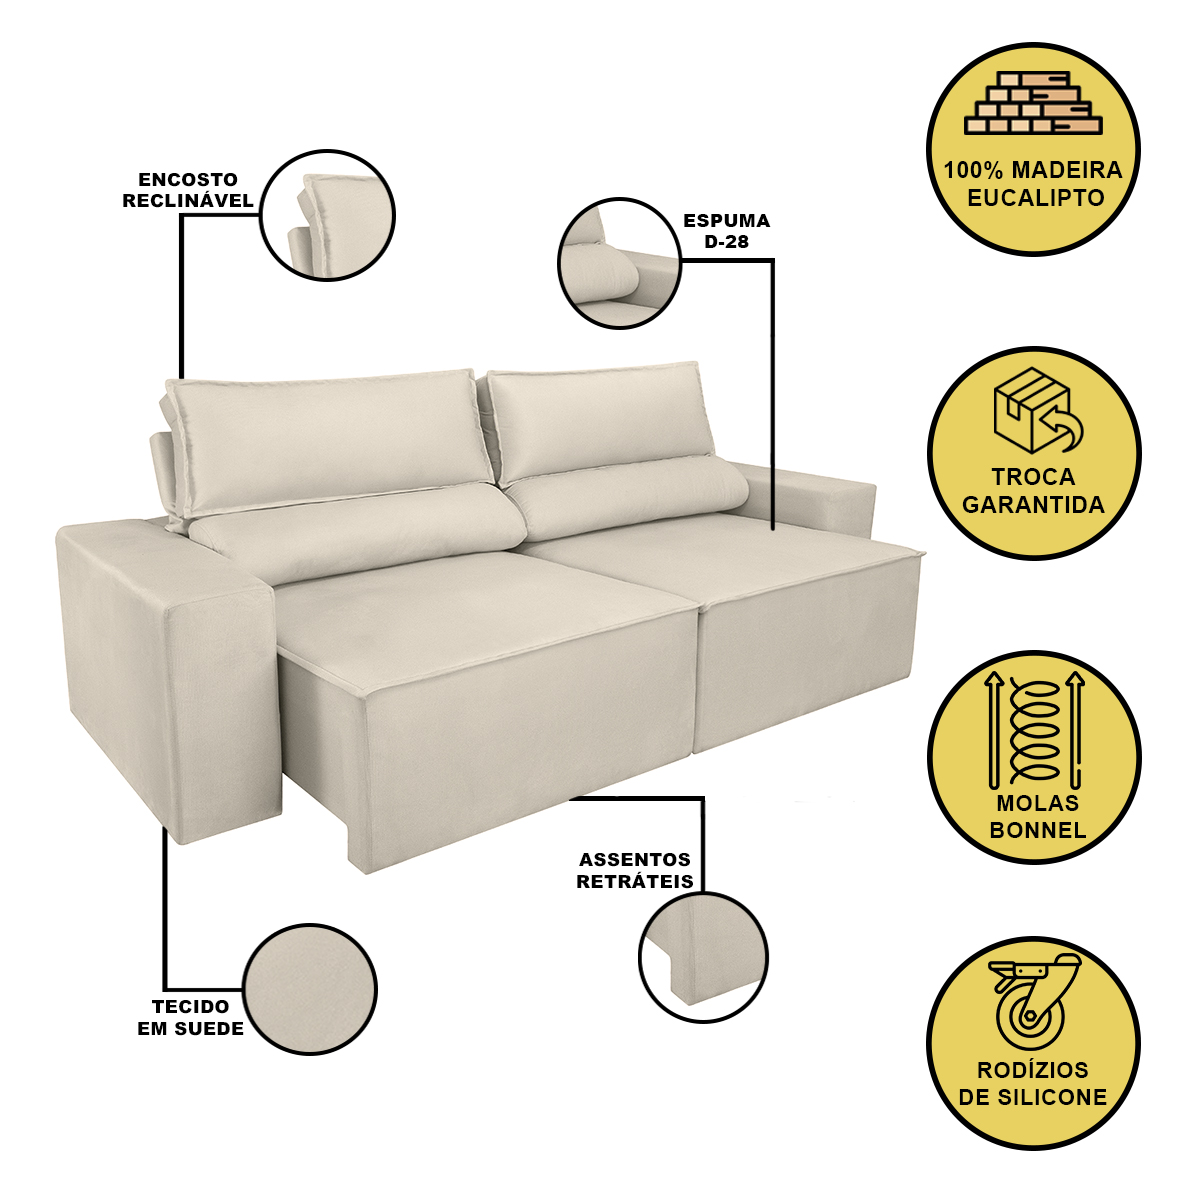 ENCOSTO
RECLINÁVEL
ESPUMA
D-28
100% MADEIRA
EUCALIPTO
TROCA
GARANTIDA
MOLAS
BONNEL
ASSENTOS
RETRÁTEIS
TECIDO
EM SUEDE
RODÍZIOS
DE SILICONE